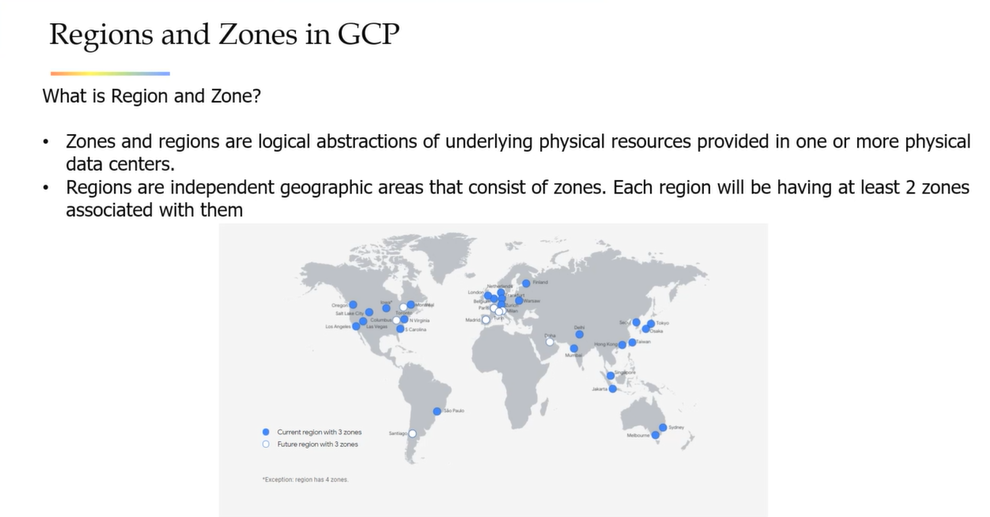 Regions and Zones in GCP
What is Region and Zone?
• Zones and regions are logical abstractions of underlying physical resources provided in one or more physical
data centers.
• Regions are independent geographic areas that consist of zones. Each region will be having at least 2 zones
associated with them
Finland
Netherlands
London
Warsaw
Belgium
Zurich
Milan
Madrid
Oregon
Iowa*
Montréal
Salt Lake City
Toronto
Columbus
N Virginia
Los Angeles
Las Vegas
S Carolina
Doha
Delhi
Mumbai
Seoul
Tokyo
Osaka
Hong Kong
Taiwan
Singapore
Jakarta
São Paulo
Santiago
Sydney
Melbourne
Current region with 3 zones
Future region with 3 zones
*Exception: region has 4 zones.